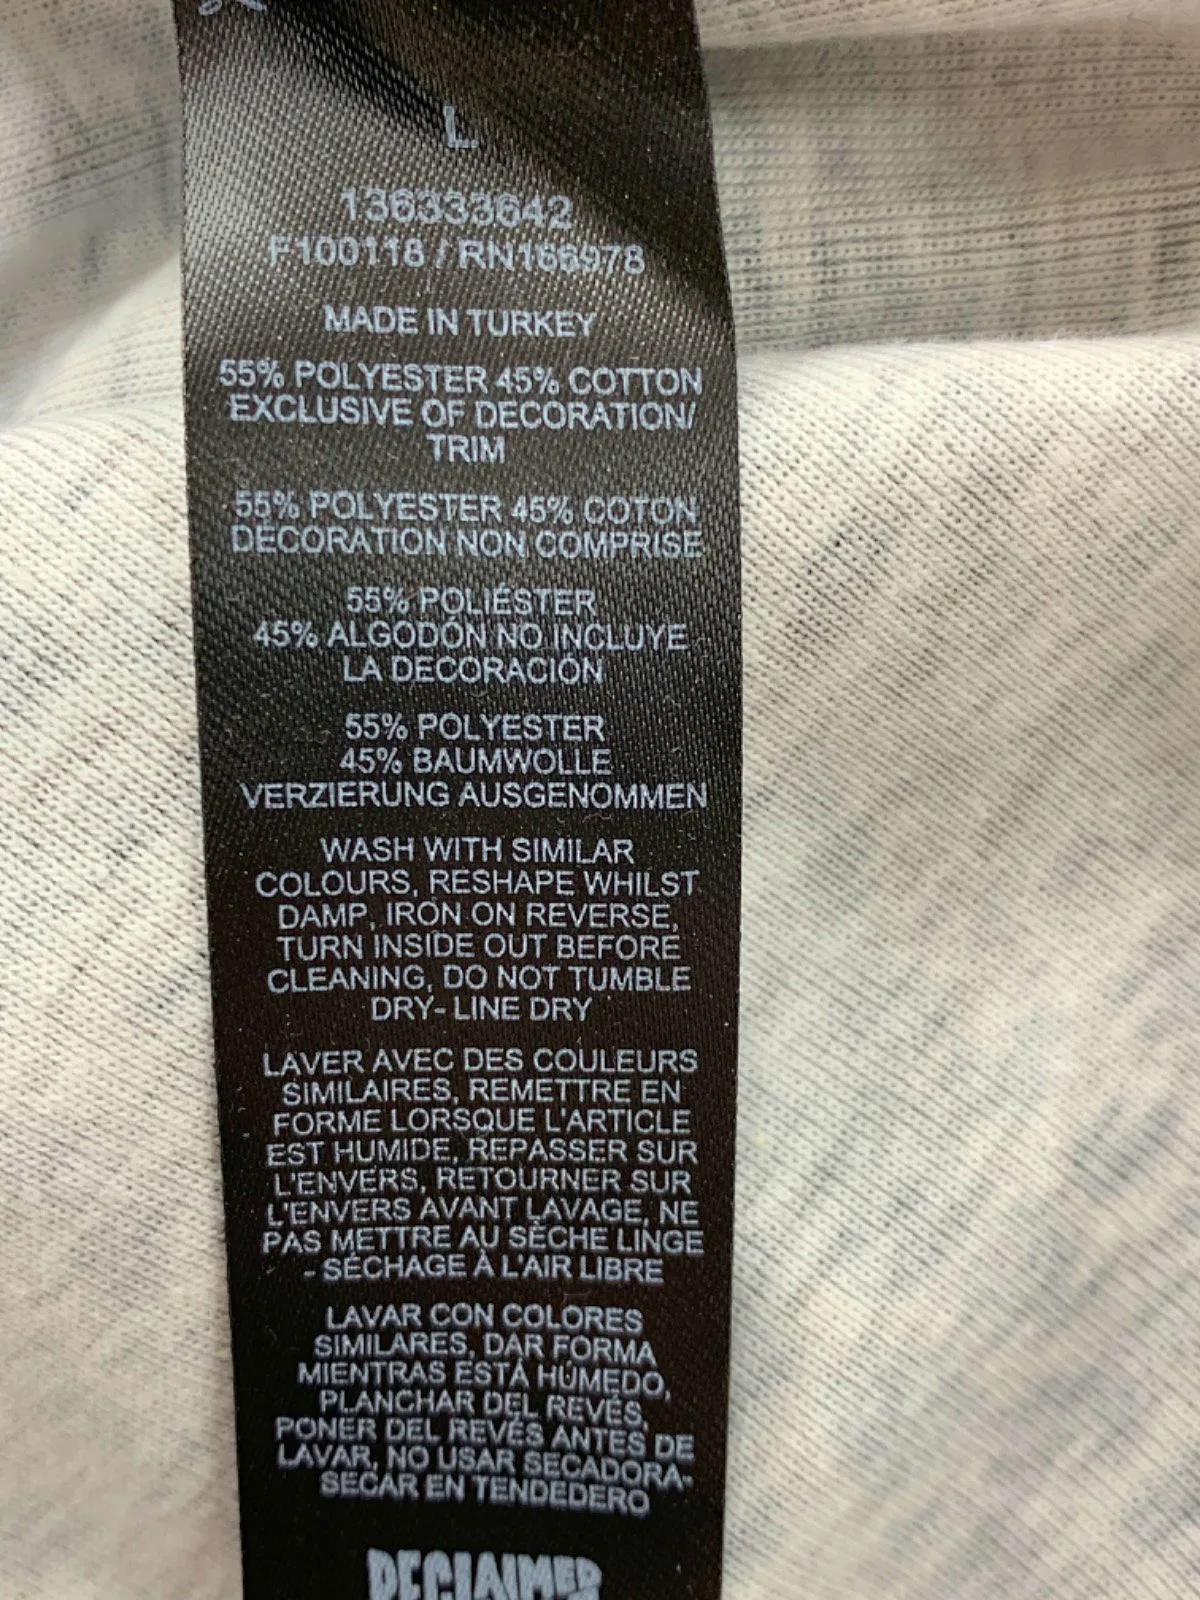 L
136333642
F100118 / RN166978
MADE IN TURKEY
55% POLYESTER 45% COTTON
EXCLUSIVE OF DECORATION/
TRIM
55% POLYESTER 45% COTON
DÉCORATION NON COMPRISE
55% POLIÉSTER
45% ALGODÓN NO INCLUYE
LA DECORACIÓN
55% POLYESTER
45% BAUMWOLLE
VERZIERUNG AUSGENOMMEN
WASH WITH SIMILAR
COLOURS, RESHAPE WHILST
DAMP, IRON ON REVERSE,
TURN INSIDE OUT BEFORE
CLEANING, DO NOT TUMBLE
DRY- LINE DRY
LAVER AVEC DES COULEURS
SIMILAIRES, REMETTRE EN
FORME LORSQUE L'ARTICLE
EST HUMIDE, REPASSER SUR
L'ENVERS, RETOURNER SUR
L'ENVERS AVANT LAVAGE, NE
PAS METTRE AU SÈCHE LINGE
- SÉCHAGE À L'AIR LIBRE
LAVAR CON COLORES
SIMILARES, DAR FORMA
MIENTRAS ESTÁ HÚMEDO,
PLANCHAR DEL REVÉS,
PONER DEL REVÉS ANTES DE
LAVAR, NO USAR SECADORA-
SECAR EN TENDEDERO
DECLAIMER